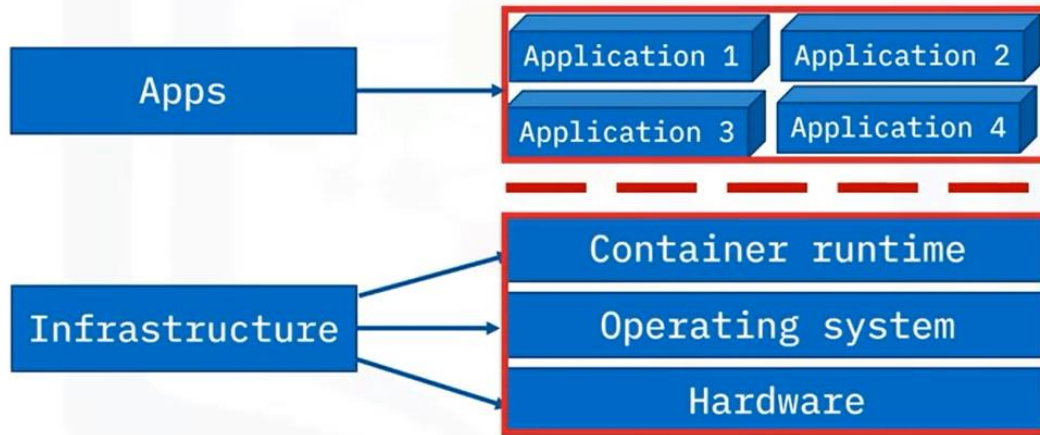 Apps
Application 1
Application 2
Application 3
Application 4
Infrastructure
Container runtime
Operating system
Hardware